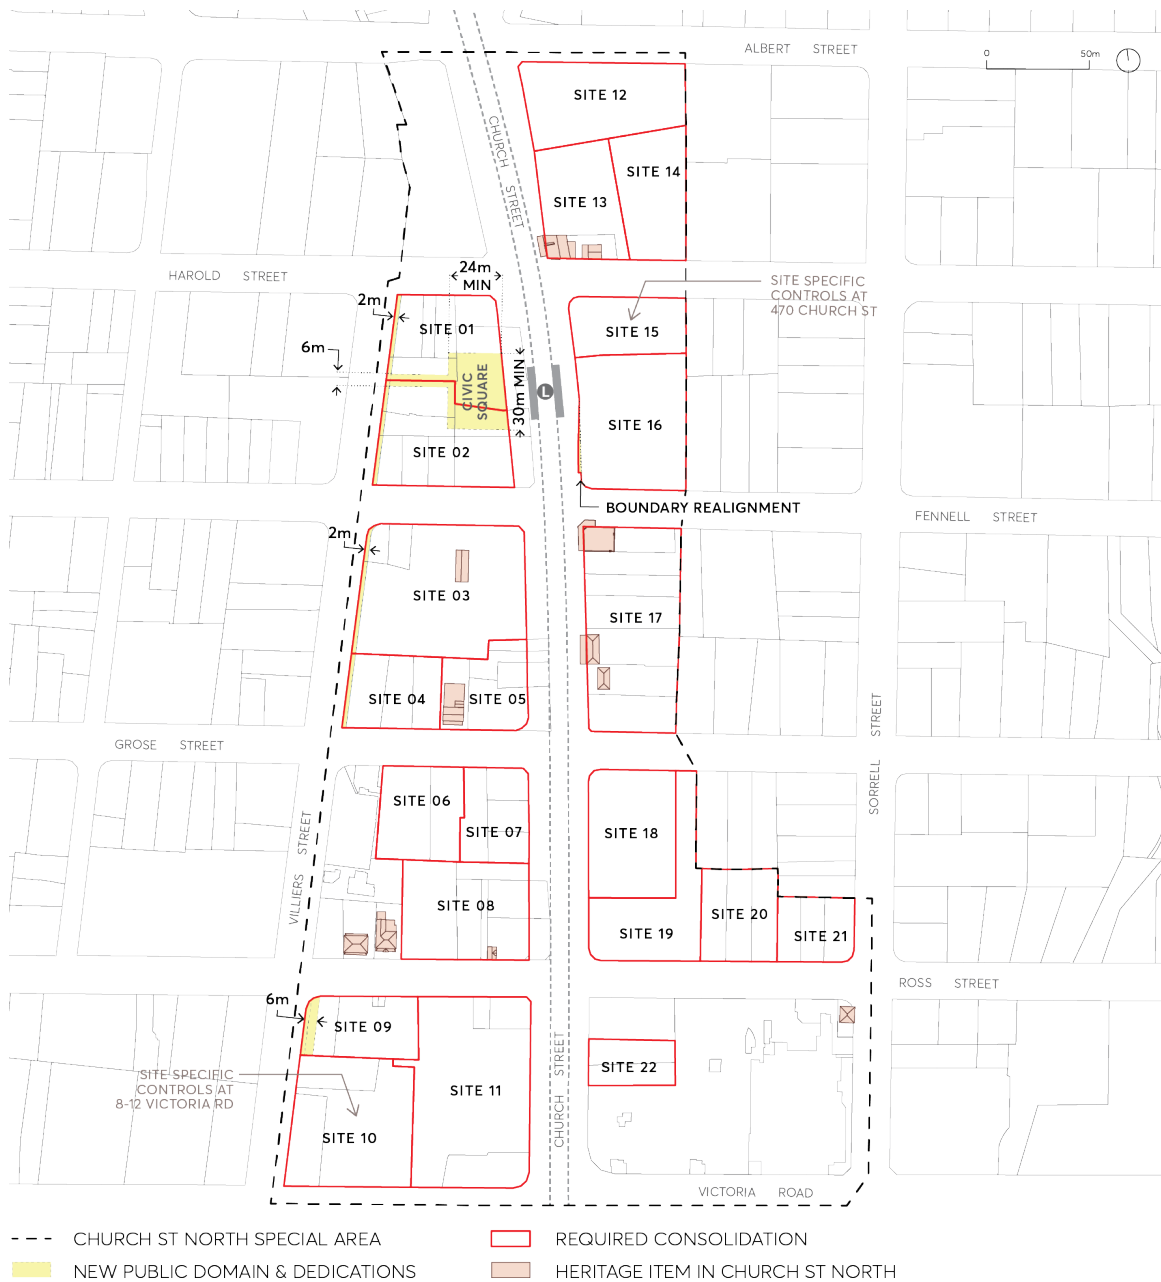 ALBERT STREET
0 50m
SITE 12
CHURCH STREET
SITE 14
SITE 13
HAROLD STREET
24m
MIN
SITE SPECIFIC
CONTROLS AT
470 CHURCH ST
2m
SITE 01
SITE 15
6m
CIVIC
SQUARE
30m MIN
L
SITE 16
SITE 02
BOUNDARY REALIGNMENT
FENNELL STREET
2m
SITE 03
SITE 17
SITE 04
SITE 05
SORRELL STREET
GROSE STREET
SITE 06
SITE 07
SITE 18
VILLIERS STREET
SITE 08
SITE 20
SITE 19
SITE 21
ROSS STREET
6m
SITE 09
SITE 22
SITE SPECIFIC
CONTROLS AT
8-12 VICTORIA RD
SITE 11
CHURCH STREET
SITE 10
VICTORIA ROAD
CHURCH ST NORTH SPECIAL AREA
REQUIRED CONSOLIDATION
NEW PUBLIC DOMAIN & DEDICATIONS
HERITAGE ITEM IN CHURCH ST NORTH